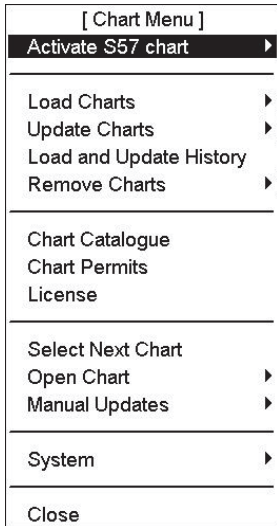 [ Chart Menu ]
Activate S57 chart
Load Charts
Update Charts
Load and Update History
Remove Charts
Chart Catalogue
Chart Permits
License
Select Next Chart
Open Chart
Manual Updates
System
Close